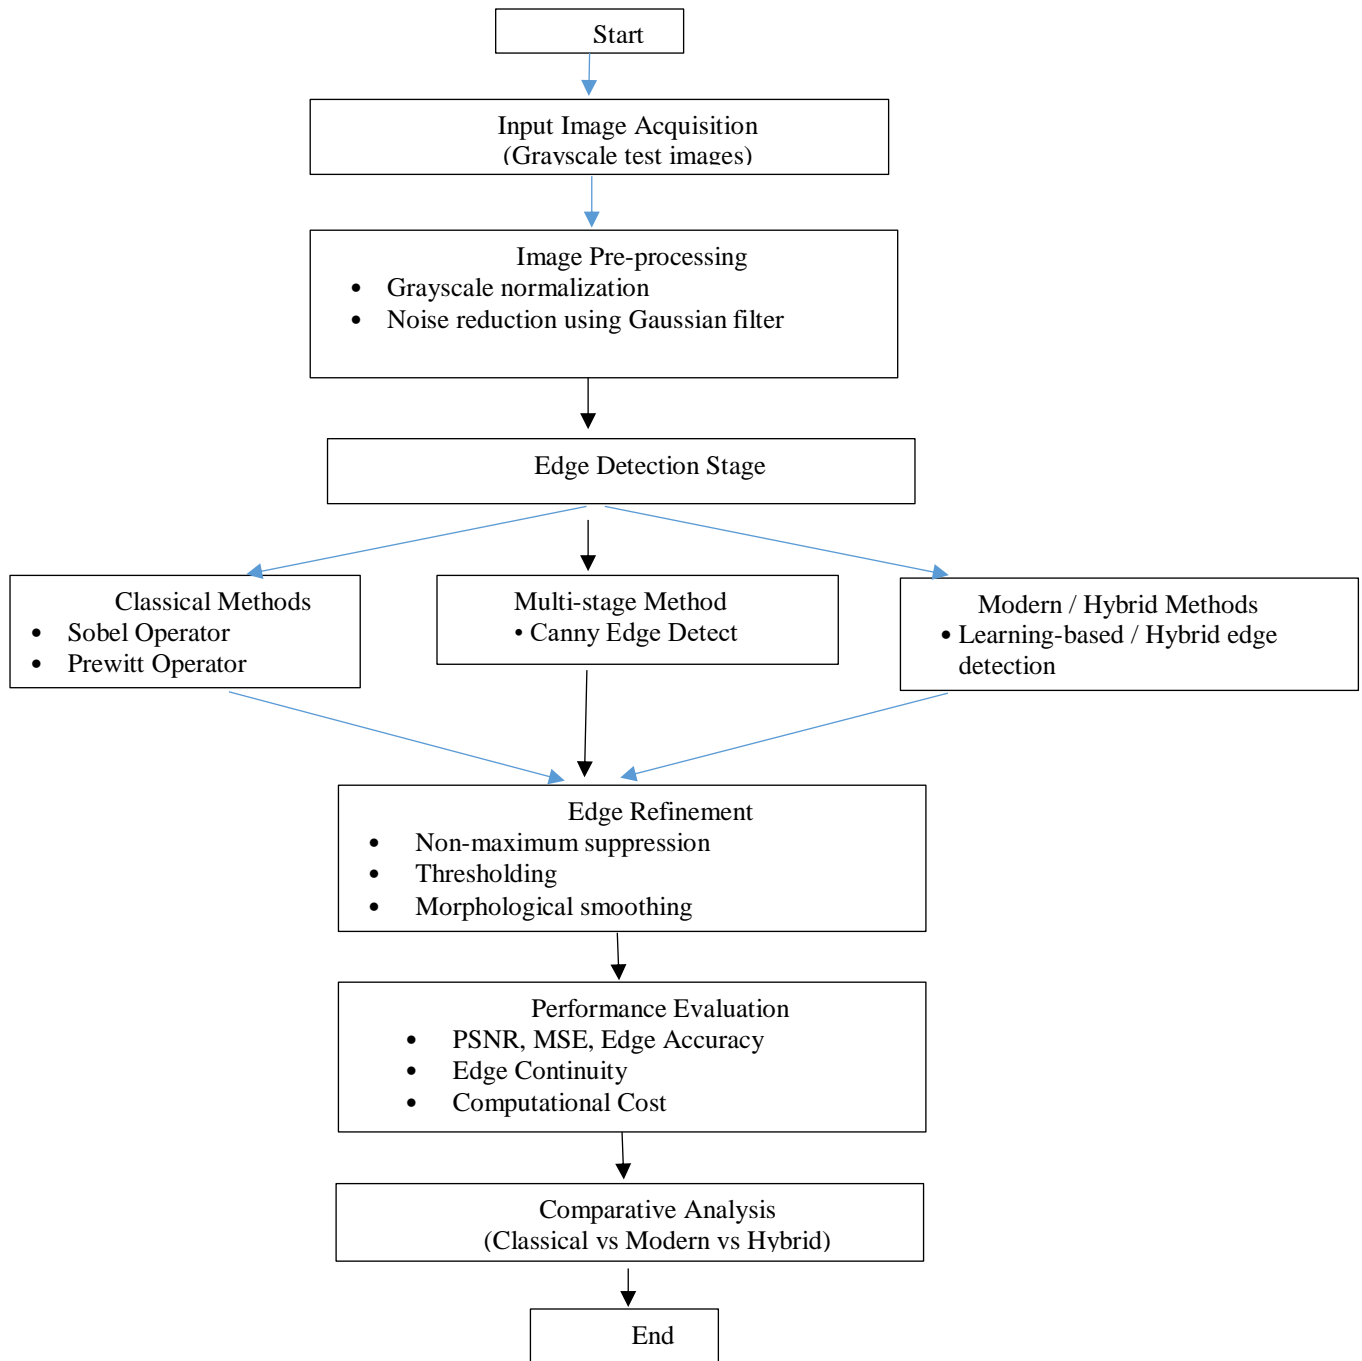 Start
Input Image Acquisition
(Grayscale test images)
Image Pre-processing
• Grayscale normalization
• Noise reduction using Gaussian filter
Edge Detection Stage
Classical Methods
• Sobel Operator
• Prewitt Operator
Multi-stage Method
• Canny Edge Detect
Modern / Hybrid Methods
• Learning-based / Hybrid edge
detection
Edge Refinement
• Non-maximum suppression
• Thresholding
• Morphological smoothing
Performance Evaluation
• PSNR, MSE, Edge Accuracy
• Edge Continuity
• Computational Cost
Comparative Analysis
(Classical vs Modern vs Hybrid)
End